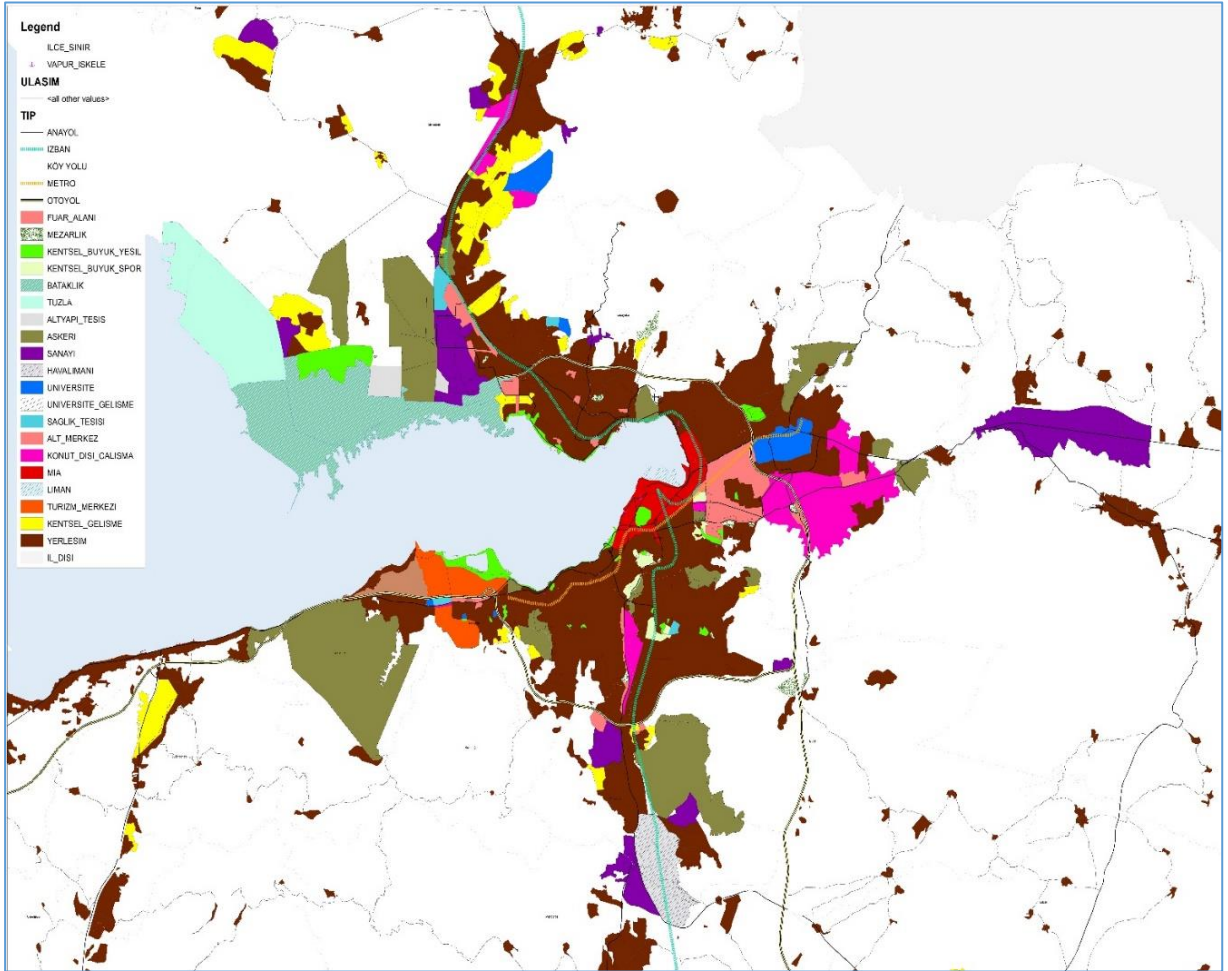 Legend
ILCE_SINIR
VAPUR_ISKELE
ULASIM
<all other values>
TIP
ANAYOL
IZBAN
KÖY YOLU
METRO
OTOYOL
FUAR_ALANI
MEZARLIK
KENTSEL_BUYUK_YESIL
KENTSEL_BUYUK_SPOR
BATAKLIK
TUZLA
ALTYAPI_TESIS
ASKERI
SANAYI
HAVALIMANI
UNIVERSITE
UNIVERSITE_GELISME
SAGLIK_TESISI
ALT_MERKEZ
KONUT_DISI_CALISMA
MIA
LIMAN
TURIZM_MERKEZI
KENTSEL_GELISME
YERLESIM
IL_DISI